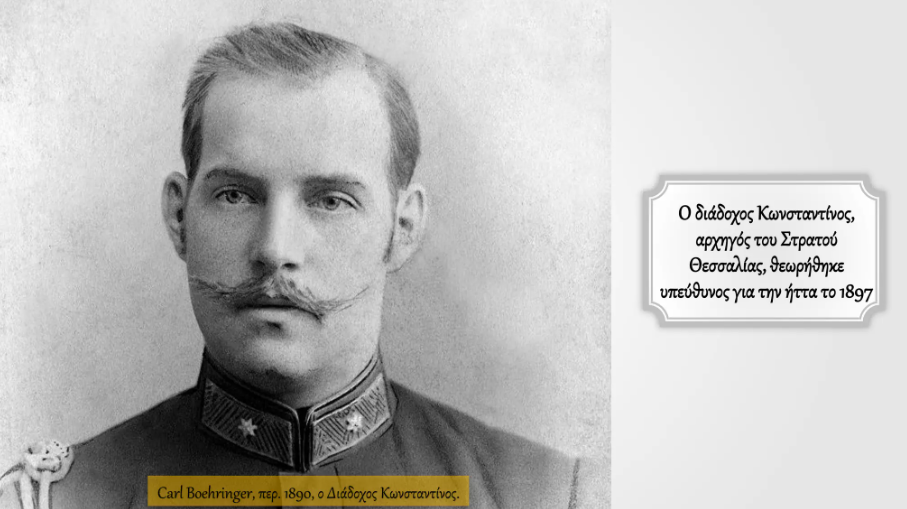 Ο διάδοχος Κωνσταντίνος,
αρχηγός του Στρατού
Θεσσαλίας, θεωρήθηκε
υπεύθυνος για την ήττα το 1897
Carl Boehringer, περ. 1890, ο Διάδοχος Κωνσταντίνος.